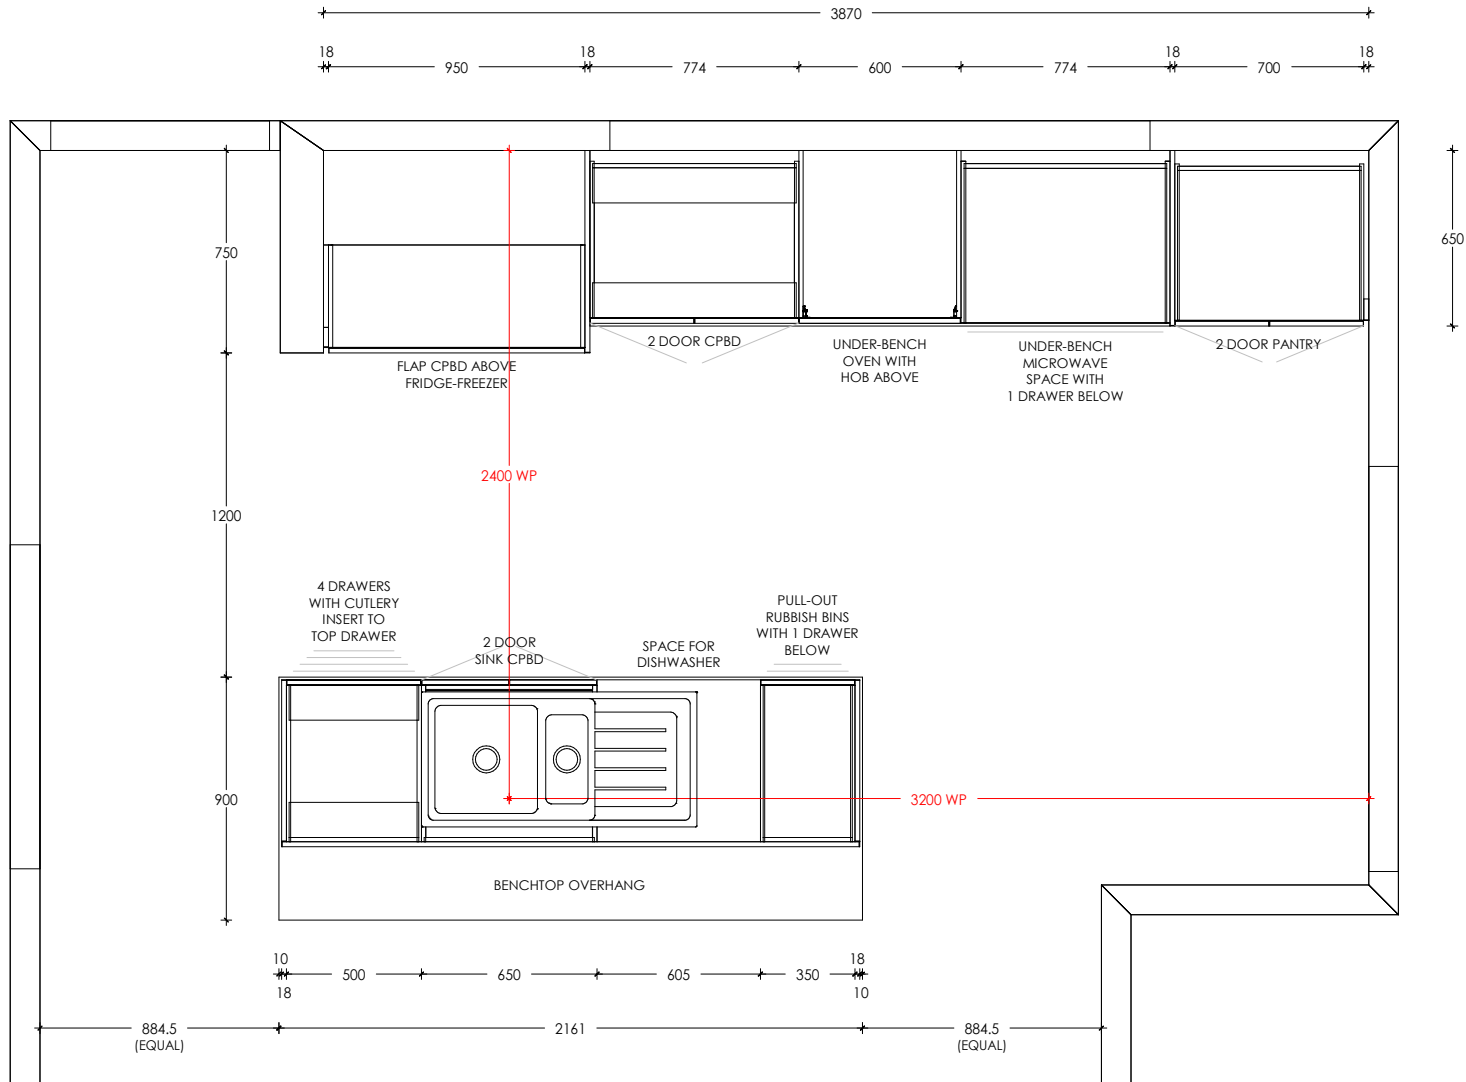 3870
18
950
18
774
600
774
18
700
18
750
650
2 DOOR CPBD
UNDER-BENCH
OVEN WITH
HOB ABOVE
UNDER-BENCH
MICROWAVE
SPACE WITH
1 DRAWER BELOW
2 DOOR PANTRY
FLAP CPBD ABOVE
FRIDGE-FREEZER
2400 WP
1200
4 DRAWERS
WITH CUTLERY
INSERT TO
TOP DRAWER
2 DOOR
SINK CPBD
SPACE FOR
DISHWASHER
PULL-OUT
RUBBISH BINS
WITH 1 DRAWER
BELOW
900
3200 WP
BENCHTOP OVERHANG
10
18
500
650
605
350
18
10
884.5
(EQUAL)
2161
884.5
(EQUAL)